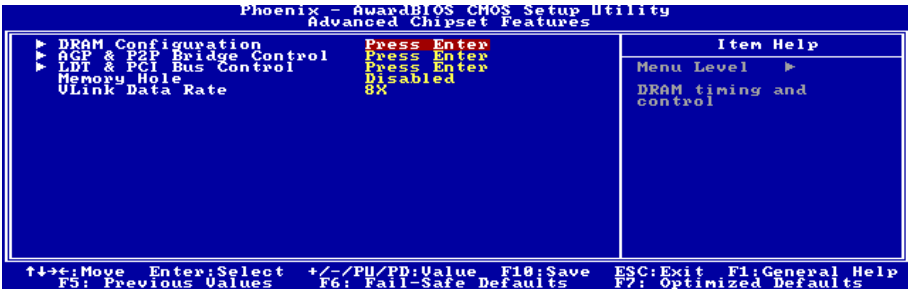 Phoenix - AwardBIOS CMOS Setup Utility
Advanced Chipset Features
► DRAM Configuration Press Enter
► AGP & P2P Bridge Control Press Enter
► LDT & PCI Bus Control Press Enter
Memory Hole Disabled
VLink Data Rate 8X
Item Help
Menu Level ►
DRAM timing and
control
↑↓→←:Move Enter:Select +/-/PU/PD:Value F10:Save ESC:Exit F1:General Help
F5: Previous Values F6: Fail-Safe Defaults F7: Optimized Defaults